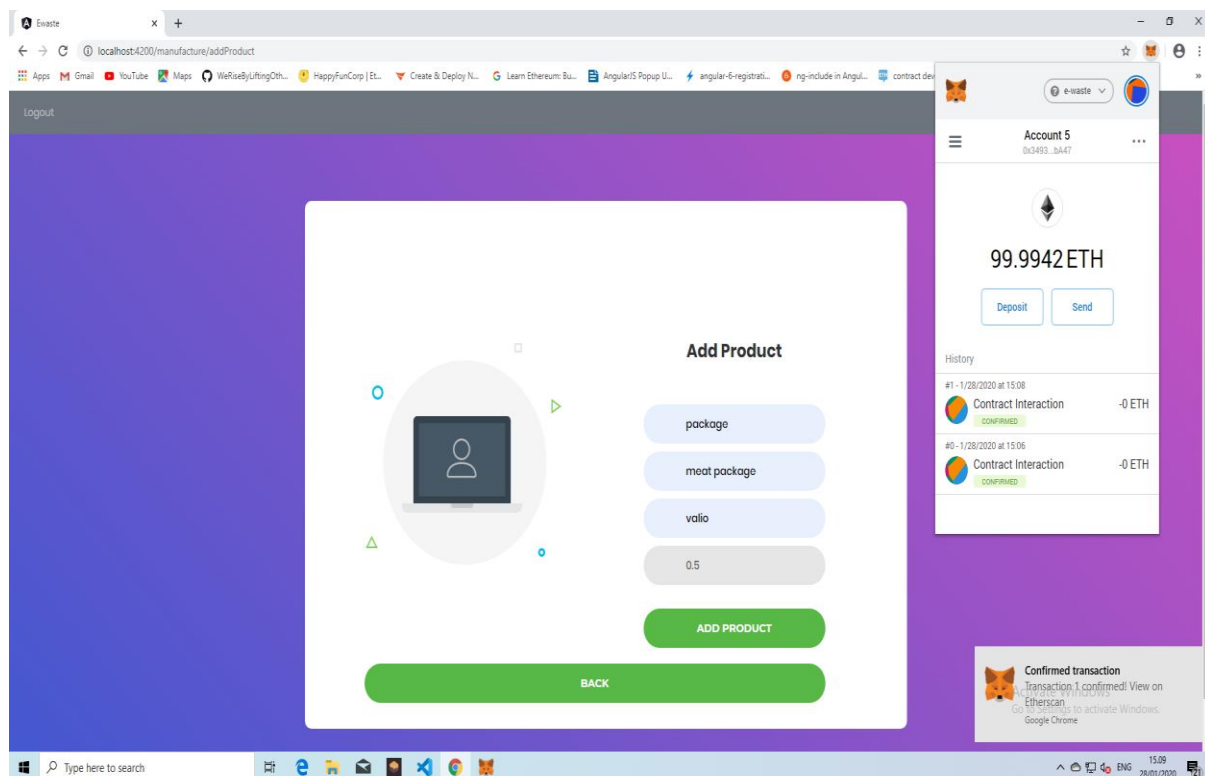 Ewaste
localhost:4200/manufacture/addProduct
Apps Gmail YouTube Maps WeRiseByLiftingOth... HappyFunCorp | Et... Create & Deploy N... Learn Ethereum: Bu... AngularJS Popup U... angular-6-registrati... ng-include in Angul... contract dev
Logout
e-waste
Account 5
0x3493...bA47
99.9942 ETH
Deposit Send
History
#1 - 1/28/2020 at 15:08
Contract Interaction -0 ETH
CONFIRMED
#0 - 1/28/2020 at 15:06
Contract Interaction -0 ETH
CONFIRMED
Add Product
package
meat package
valio
0.5
ADD PRODUCT
BACK
Confirmed transaction
Transaction 1 confirmed! View on
Etherscan
Google Chrome
Activate Windows
Go to Settings to activate Windows.
Type here to search
ENG
15.09
28/01/2020
21